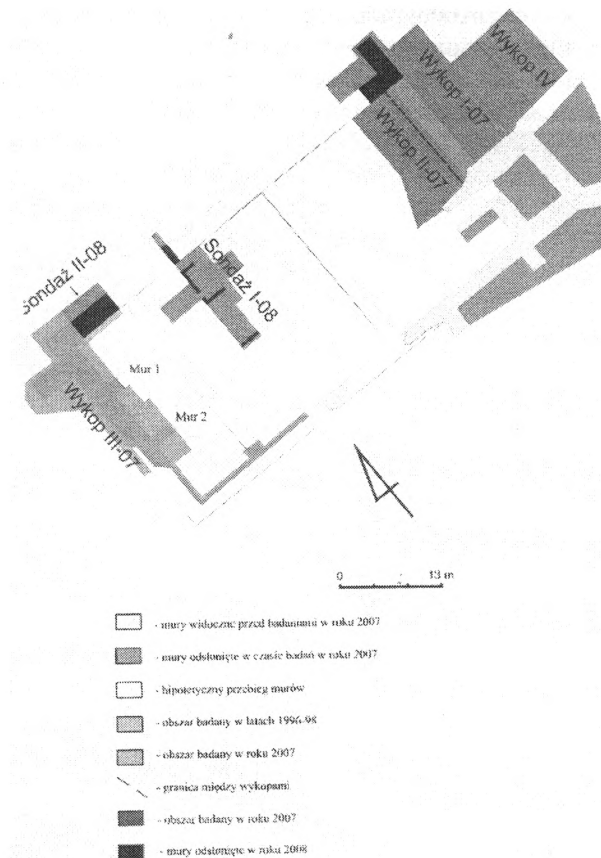 Wykop IV
Wykop I-07
Wykop II-07
Sondaż I-08
Sondaż II-08
Mur 1
Mur 2
Wykop III-07
0 13 m
- mury widoczne przed badaniami w roku 2007
- mury odsłonięte w czasie badań w roku 2007
- hipotetyczny przebieg murów
- obszar badany w latach 1996-98
- obszar badany w roku 2007
- granica między wykopami
- obszar badany w roku 2007
- mury odsłonięte w roku 2008